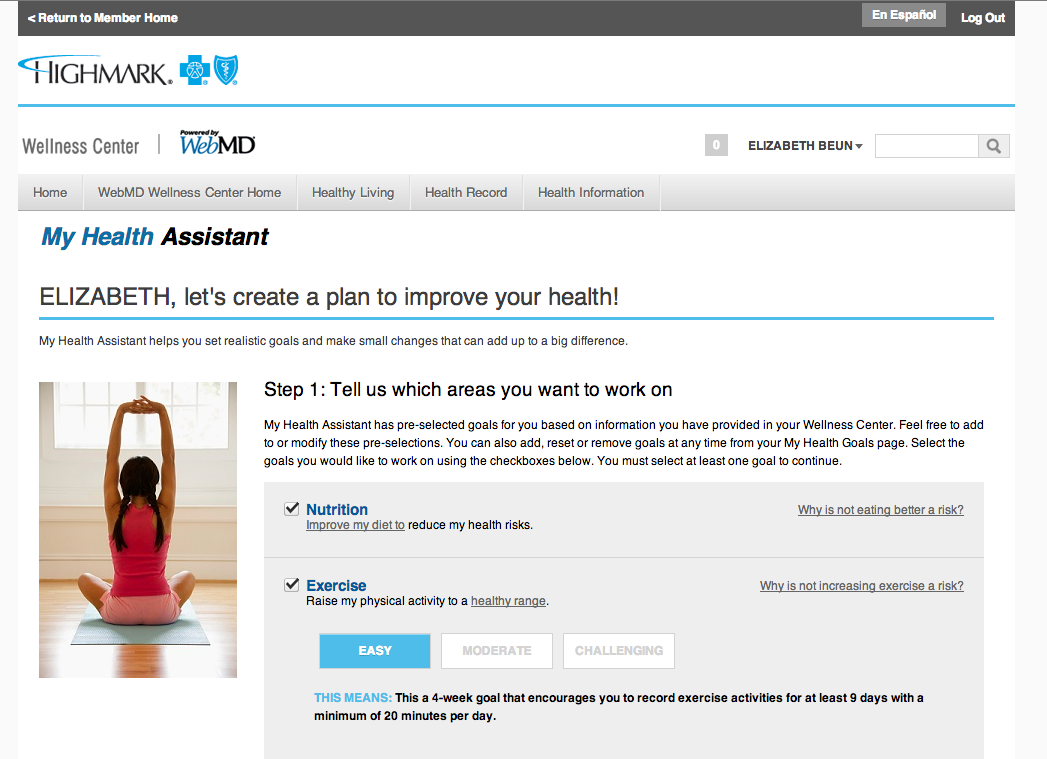 < Return to Member Home
En Español
Log Out
HIGHMARK.
Wellness Center
Powered by
WebMD
0
ELIZABETH BEUN
Home
WebMD Wellness Center Home
Healthy Living
Health Record
Health Information
My Health Assistant
ELIZABETH, let's create a plan to improve your health!
My Health Assistant helps you set realistic goals and make small changes that can add up to a big difference.
Step 1: Tell us which areas you want to work on
My Health Assistant has pre-selected goals for you based on information you have provided in your Wellness Center. Feel free to add
to or modify these pre-selections. You can also add, reset or remove goals at any time from your My Health Goals page. Select the
goals you would like to work on using the checkboxes below. You must select at least one goal to continue.
Nutrition
Why is not eating better a risk?
Improve my diet to reduce my health risks.
Exercise
Why is not increasing exercise a risk?
Raise my physical activity to a healthy range.
EASY
MODERATE
CHALLENGING
THIS MEANS: This a 4-week goal that encourages you to record exercise activities for at least 9 days with a
minimum of 20 minutes per day.